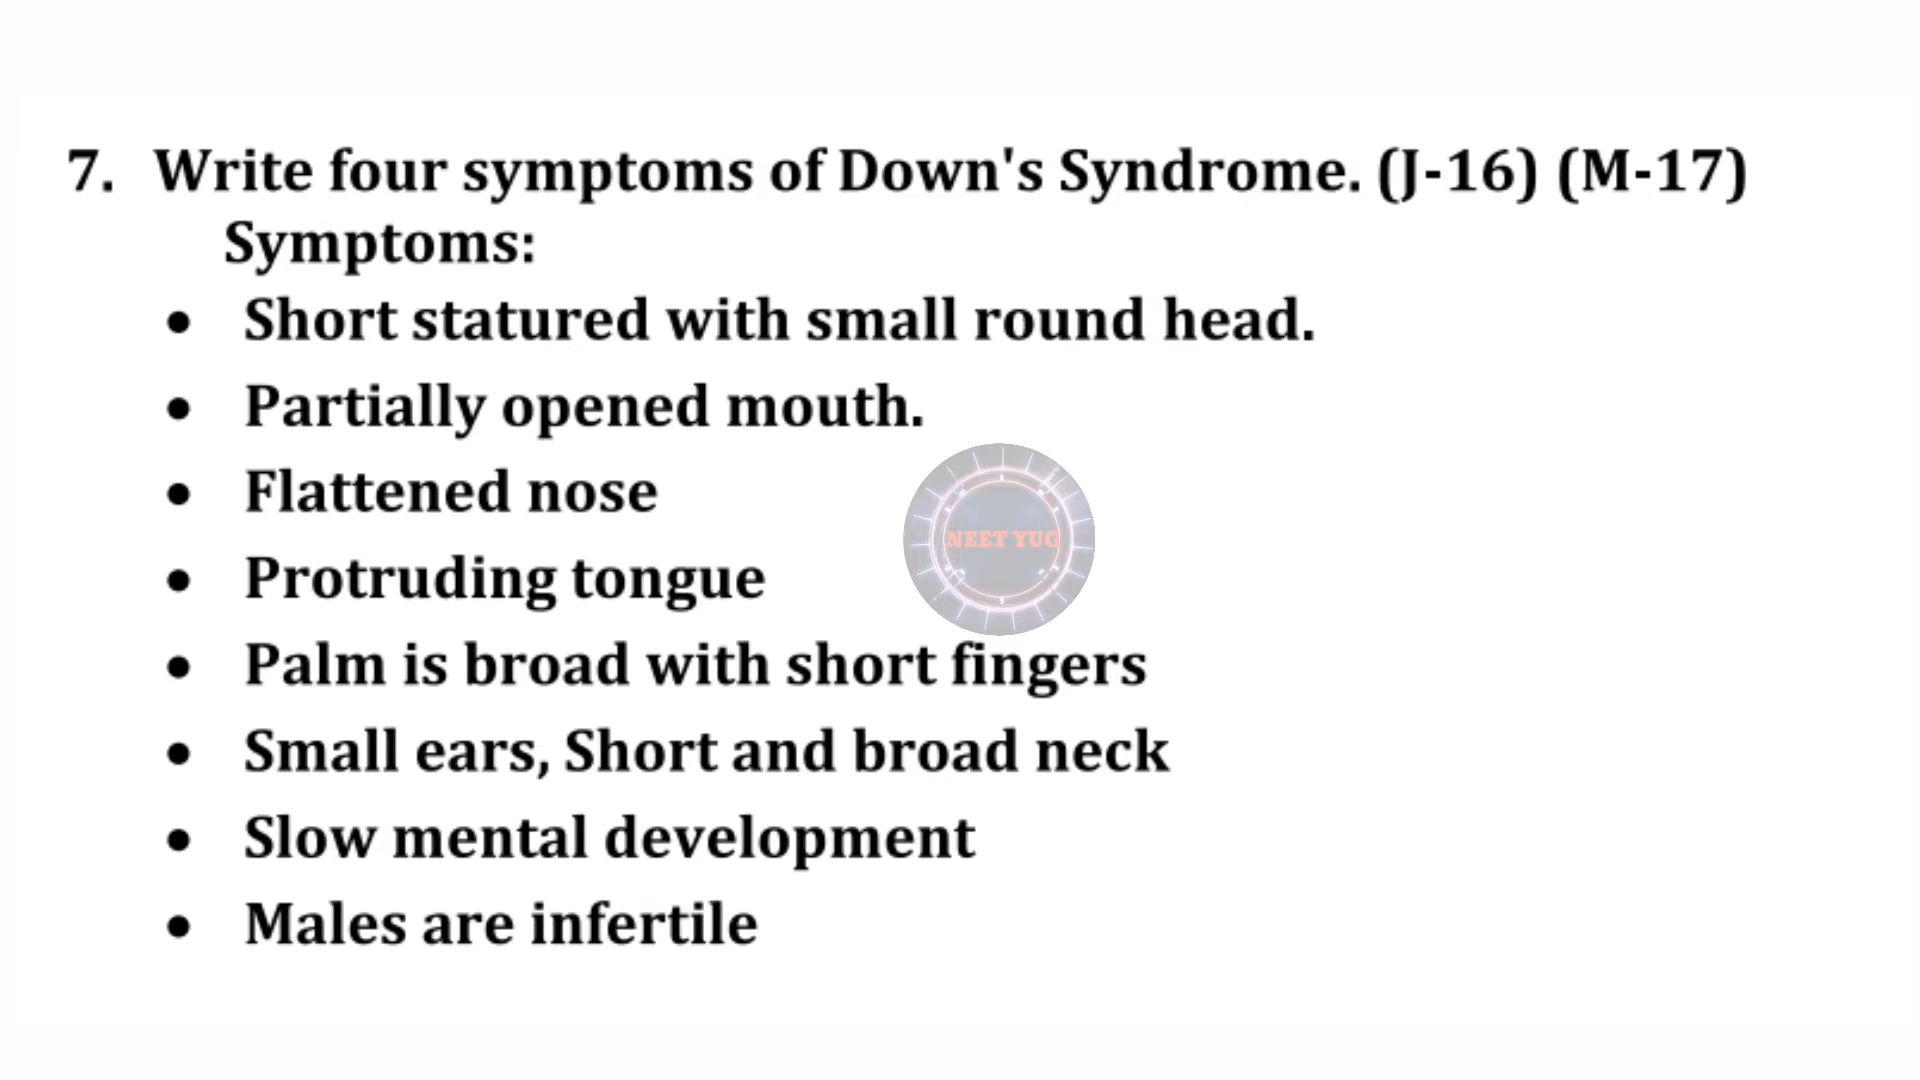 7. Write four symptoms of Down's Syndrome. (J-16) (M-17)
Symptoms:
• Short statured with small round head.
• Partially opened mouth.
• Flattened nose
• Protruding tongue
NEET YUG
• Palm is broad with short fingers
• Small ears, Short and broad neck
• Slow mental development
• Males are infertile